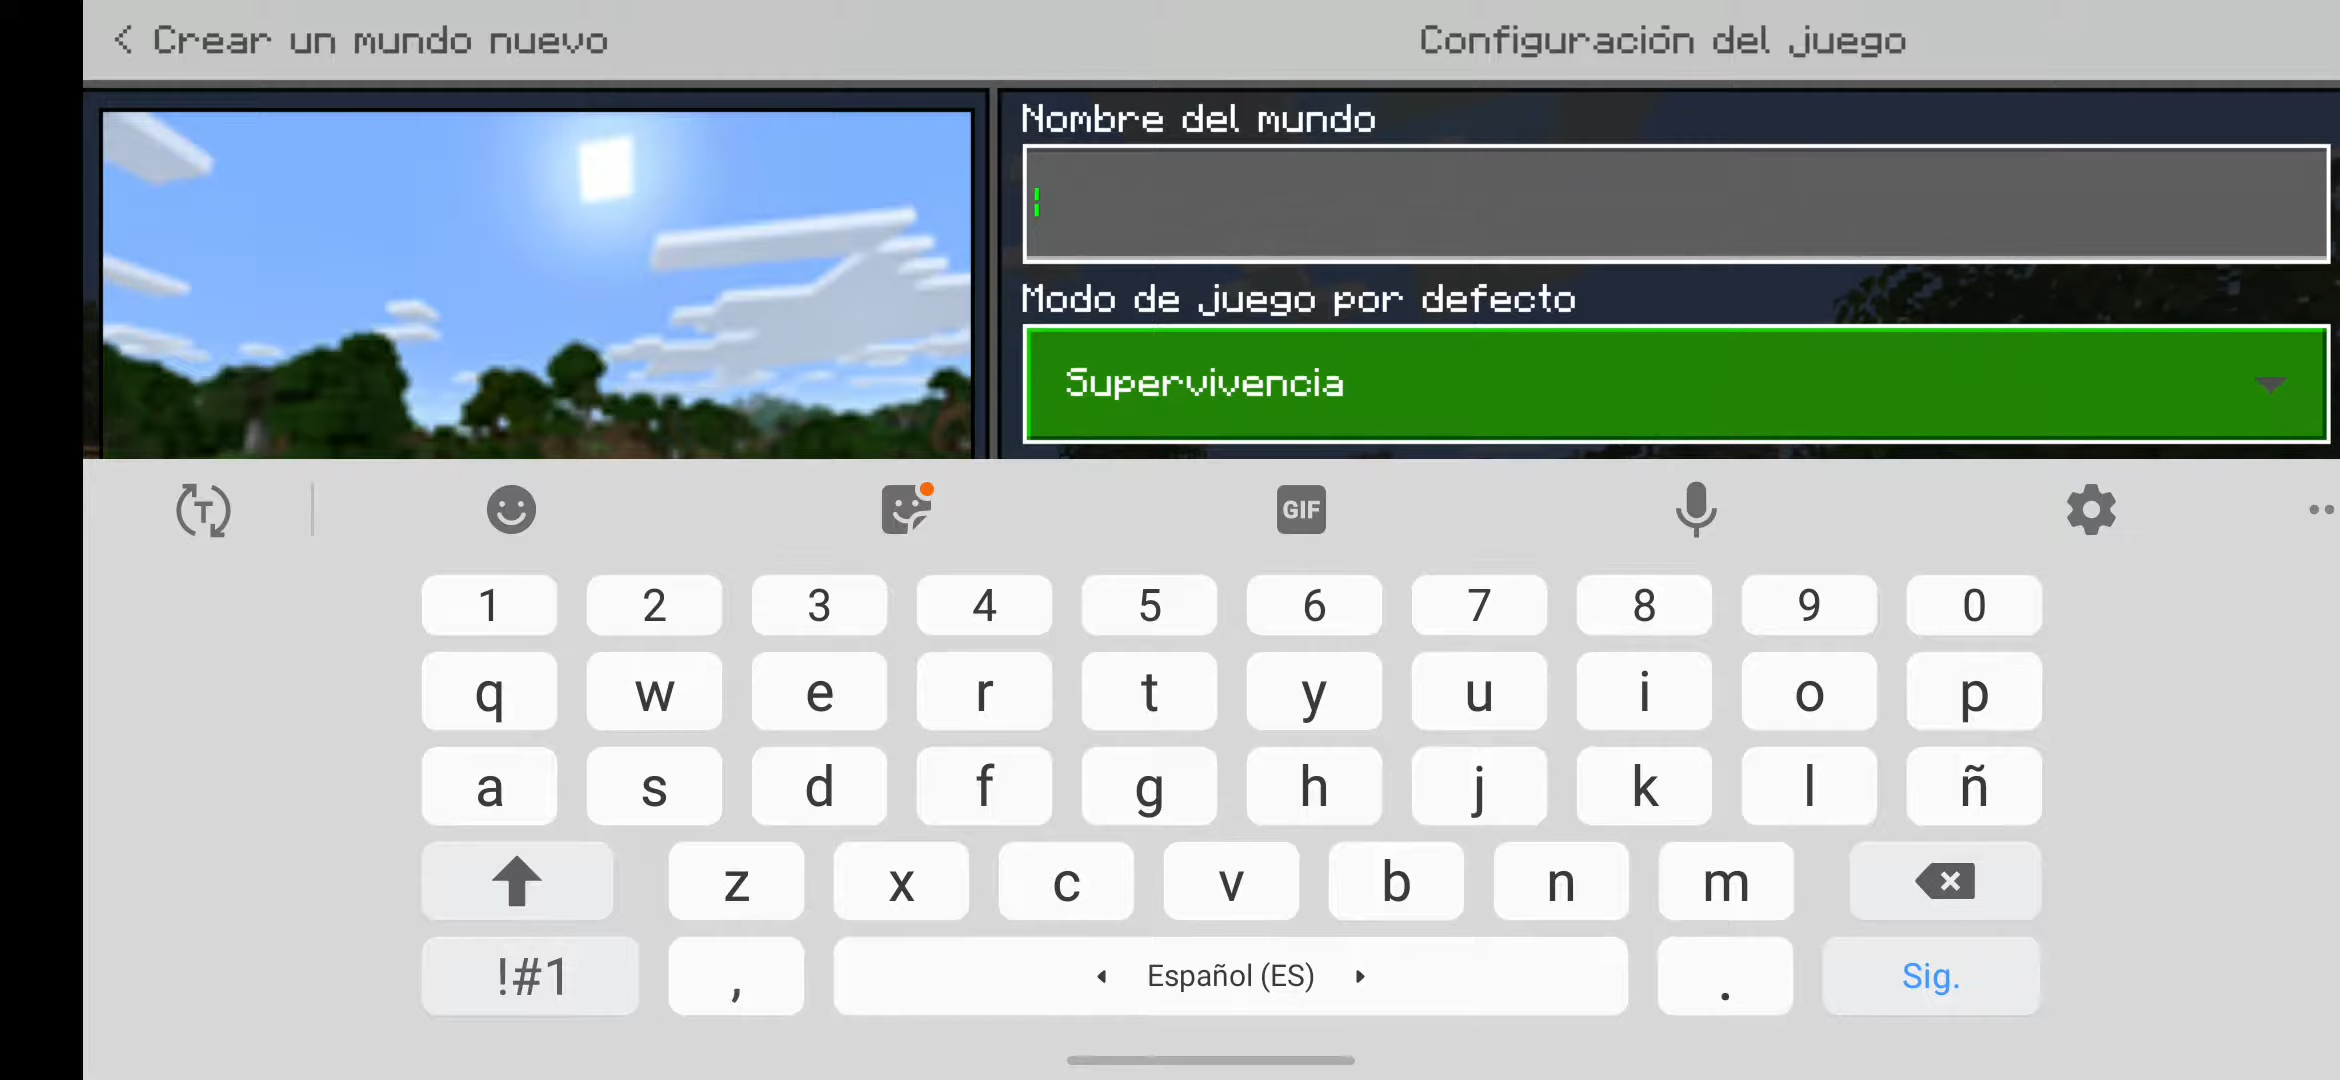 Crear un mundo nuevo
Configuración del juego
Nombre del mundo
Modo de juego por defecto
Supervivencia
T
GIF
1 2 3 4 5 6 7 8 9 0
q w e r t y u i o p
a s d f g h j k l ñ
z x c v b n m
!#1 , Español (ES) . Sig.